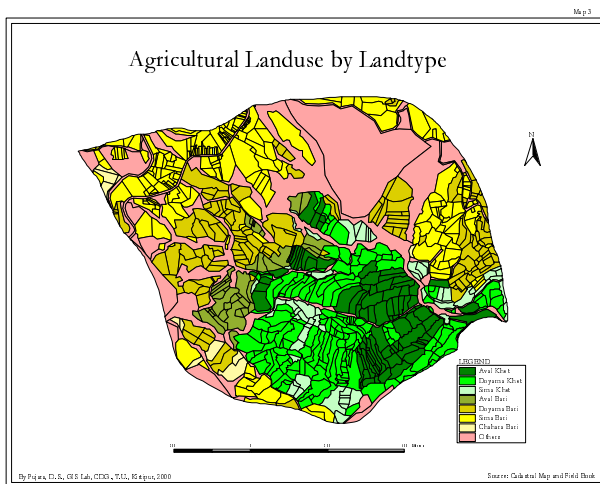 Map 3
Agricultural Landuse by Landtype
N
LEGEND
Aval Khet
Doyama Khet
Sima Khet
Aval Bari
Doyama Bari
Sima Bari
Chahara Bari
Others
By Pujara, D. S., GIS Lab, CDG., T.U., Kirtipur, 2000
Source: Cadastral Map and Field Book